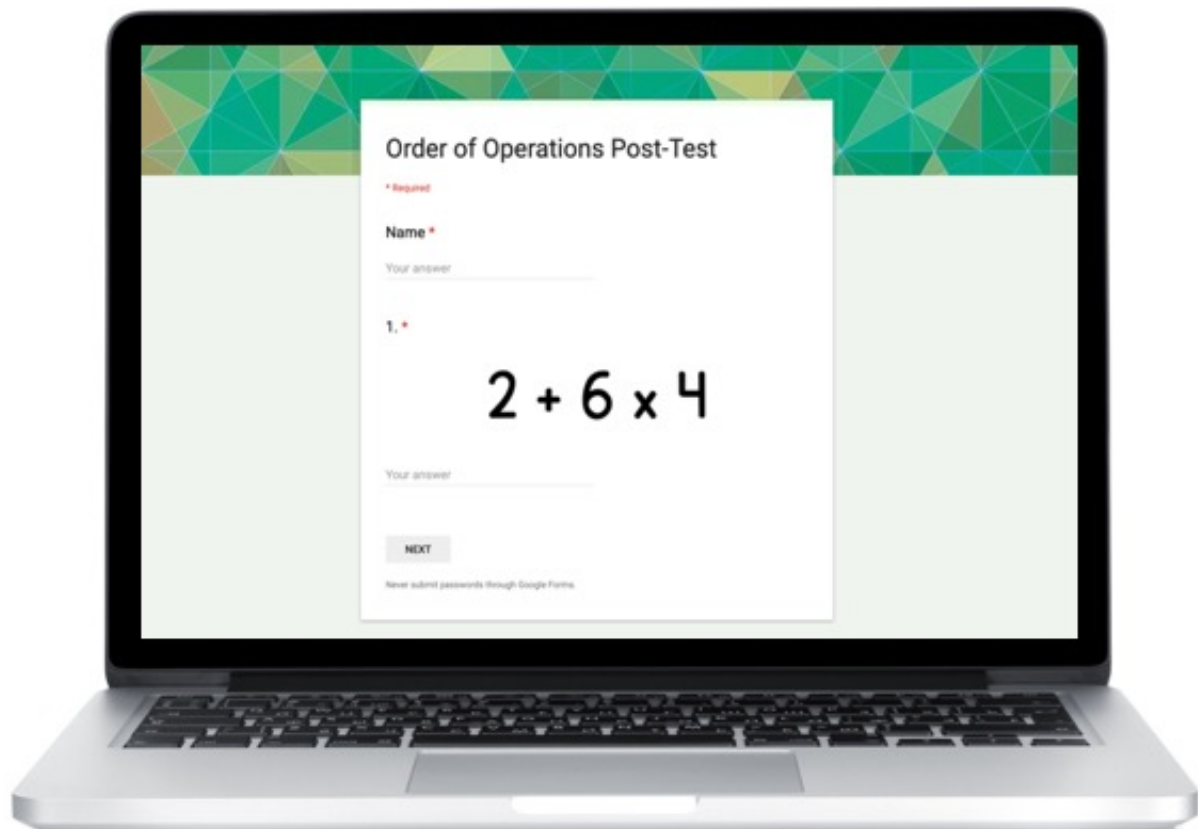 Order of Operations Post-Test
* Required
Name *
Your answer
1. *
2 + 6 x 4
Your answer
NEXT
Never submit passwords through Google Forms.